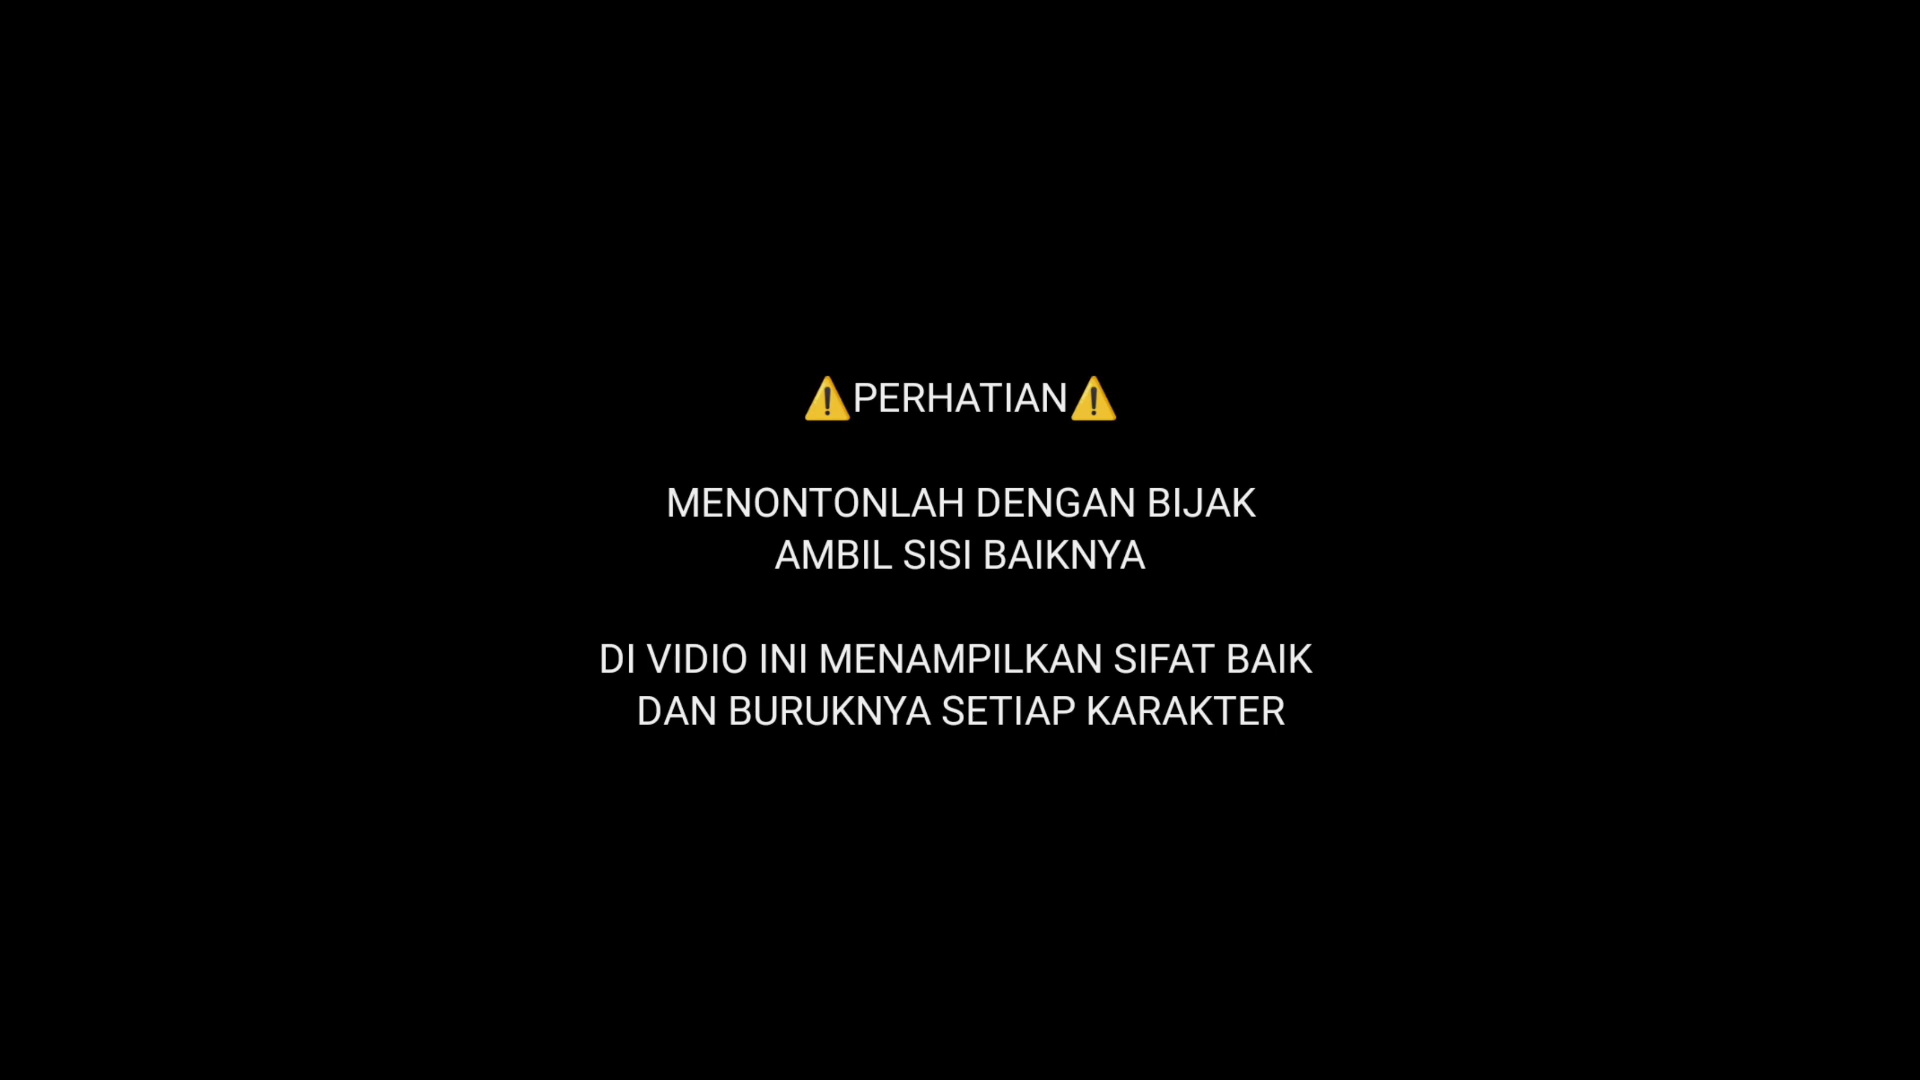 ⚠️PERHATIAN⚠️
MENONTONLAH DENGAN BIJAK
AMBIL SISI BAIKNYA
DI VIDIO INI MENAMPILKAN SIFAT BAIK
DAN BURUKNYA SETIAP KARAKTER